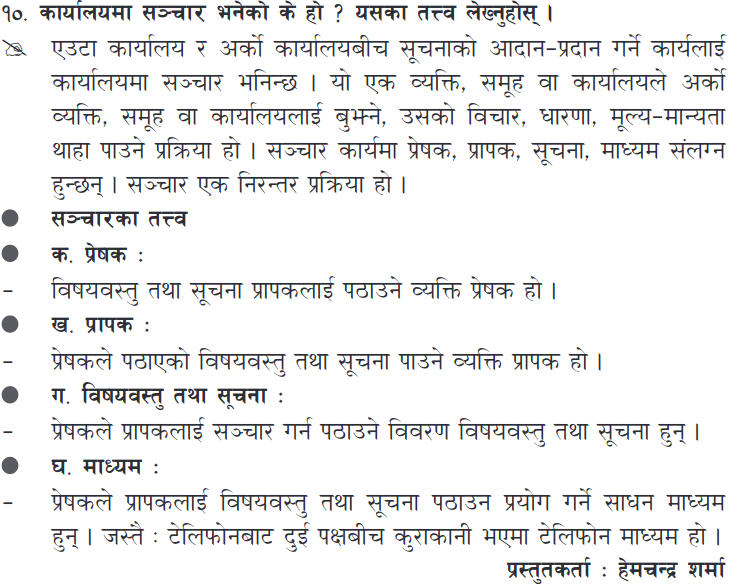 १०. कार्यालयमा सञ्चार भनेको के हो ? यसका तत्त्व लेख्नुहोस् ।
एउटा कार्यालय र अर्को कार्यालयबीच सूचनाको आदान-प्रदान गर्ने कार्यलाई
कार्यालयमा सञ्चार भनिन्छ । यो एक व्यक्ति, समूह वा कार्यालयले अर्को
व्यक्ति, समूह वा कार्यालयलाई बुझ्ने, उसको विचार, धारणा, मूल्य-मान्यता
थाहा पाउने प्रक्रिया हो । सञ्चार कार्यमा प्रेषक, प्रापक, सूचना, माध्यम संलग्न
हुन्छन् । सञ्चार एक निरन्तर प्रक्रिया हो ।
● सञ्चारका तत्त्व
● क. प्रेषक :
- विषयवस्तु तथा सूचना प्रापकलाई पठाउने व्यक्ति प्रेषक हो ।
● ख. प्रापक :
- प्रेषकले पठाएको विषयवस्तु तथा सूचना पाउने व्यक्ति प्रापक हो ।
● ग. विषयवस्तु तथा सूचना :
- प्रेषकले प्रापकलाई सञ्चार गर्न पठाउने विवरण विषयवस्तु तथा सूचना हुन् ।
● घ. माध्यम :
- प्रेषकले प्रापकलाई विषयवस्तु तथा सूचना पठाउन प्रयोग गर्ने साधन माध्यम
हुन् । जस्तै : टेलिफोनबाट दुई पक्षबीच कुराकानी भएमा टेलिफोन माध्यम हो ।
प्रस्तुतकर्ता : हेमचन्द्र शर्मा